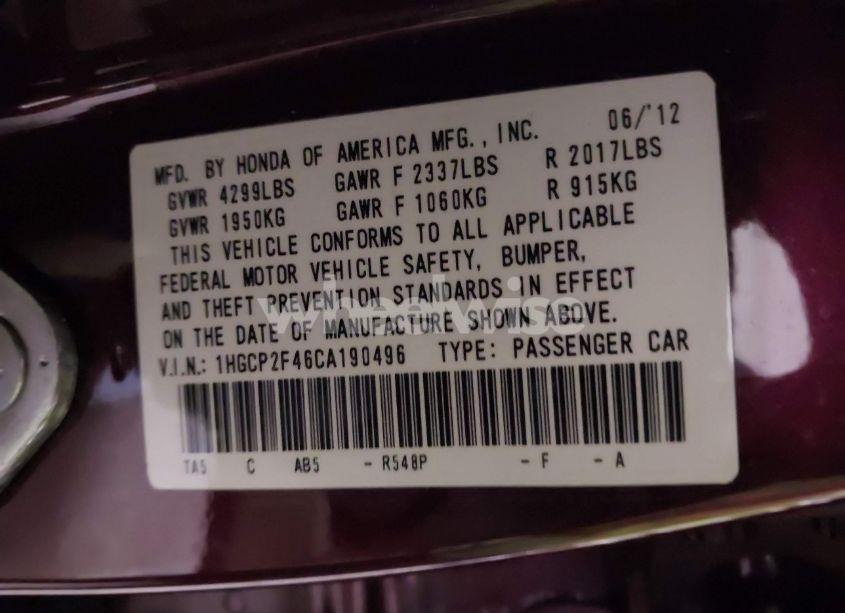 MFD. BY HONDA OF AMERICA MFG., INC. 06/'12
GVWR 4299LBS GAWR F 2337LBS R 2017LBS
GVWR 1950KG GAWR F 1060KG R 915KG
THIS VEHICLE CONFORMS TO ALL APPLICABLE
FEDERAL MOTOR VEHICLE SAFETY, BUMPER,
AND THEFT PREVENTION STANDARDS IN EFFECT
ON THE DATE OF MANUFACTURE SHOWN ABOVE.
V.I.N.: 1HGCP2F46CA190496 TYPE: PASSENGER CAR
TA5 C AB5 - R548P - F - A
wheelwise